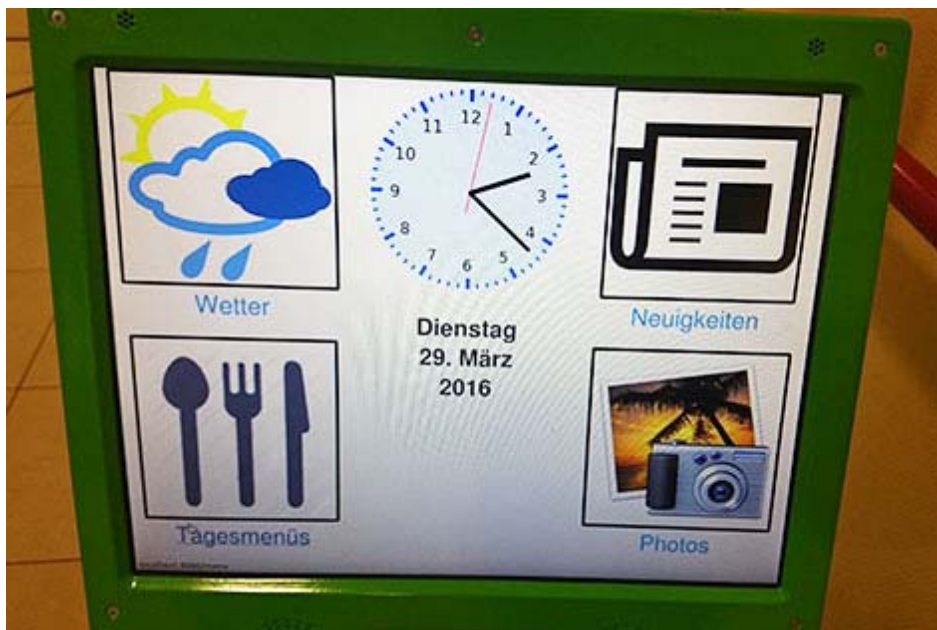 12
1
2
3
4
5
6
7
8
9
10
11
Wetter
Neuigkeiten
Dienstag
29. März
2016
Tagesmenüs
Photos